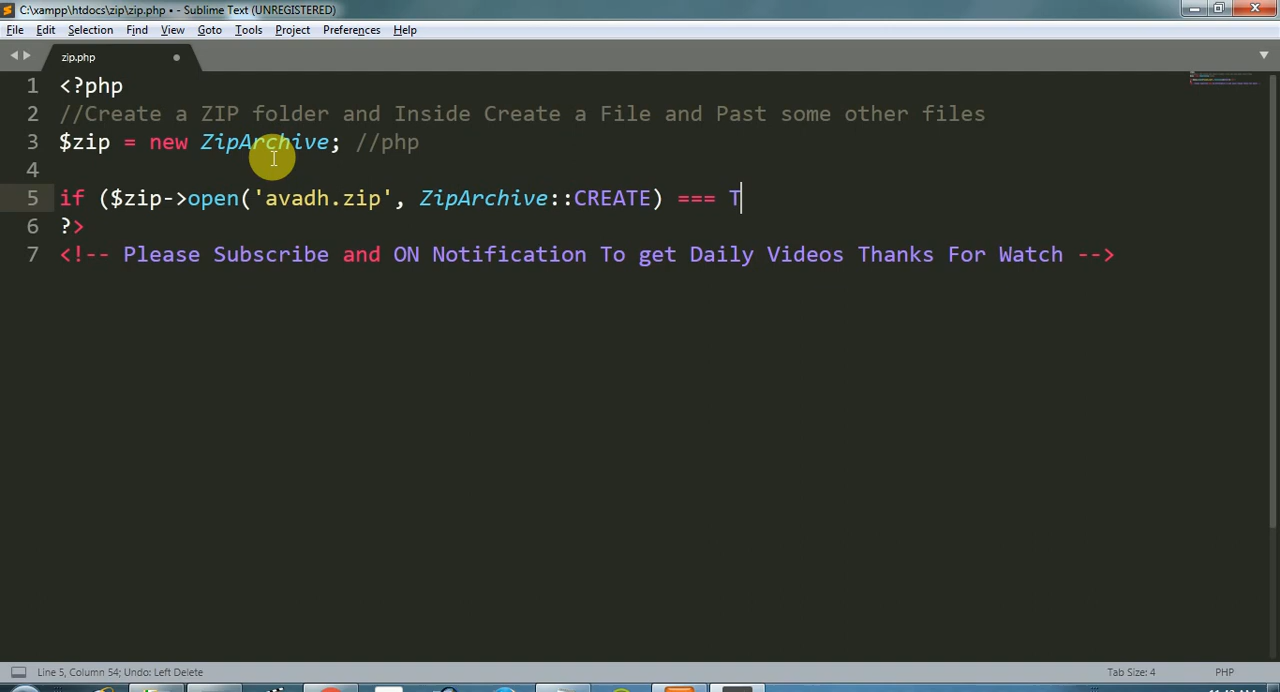 C:\xampp\htdocs\zip\zip.php • - Sublime Text (UNREGISTERED)
File Edit Selection Find View Goto Tools Project Preferences Help
zip.php
1 <?php
2 //Create a ZIP folder and Inside Create a File and Past some other files
3 $zip = new ZipArchive; //php
4
5 if ($zip->open('avadh.zip', ZipArchive::CREATE) === T
6 ?>
7 <!-- Please Subscribe and ON Notification To get Daily Videos Thanks For Watch -->
Line 5, Column 54; Undo: Left Delete Tab Size: 4 PHP